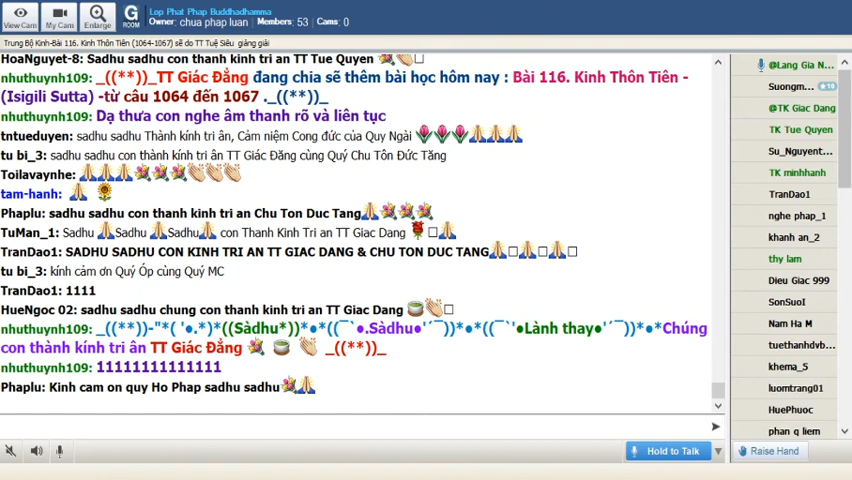 View Cam
My Cam
Enlarge
G ROOM
Lop Phat Phap Buddhadhamma
Owner: chua phap luan Members: 53 Cams: 0
Trung Bộ Kinh-Bài 116. Kinh Thôn Tiên (1064-1067) sẽ do TT Tuệ Siêu giảng giải
HoaNguyet-8: Sadhu sadhu con thanh kinh tri an TT Tue Quyen
nhuthuynh109: _((**))_TT Giác Đẳng đang chia sẽ thêm bài học hôm nay : Bài 116. Kinh Thôn Tiên -
(Isigili Sutta) -từ câu 1064 đến 1067 ._((**))_
nhuthuynh109: Dạ thưa con nghe âm thanh rõ và liên tục
tntueduyen: sadhu sadhu Thành kính tri ân, Cảm niệm Cong đức của Quy Ngài
tu bi_3: sadhu sadhu con thành kính tri ân TT Giác Đăng cùng Quý Chu Tôn Đức Tăng
Toilavaynhe:
tam-hanh:
Phaplu: sadhu sadhu con thanh kinh tri an Chu Ton Duc Tang
TuMan_1: Sadhu Sadhu Sadhu con Thanh Kinh Tri an TT Giac Dang
TranDao1: SADHU SADHU CON KINH TRI AN TT GIAC DANG & CHU TON DUC TANG
tu bi_3: kính cảm ơn Quý Óp cùng Quý MC
TranDao1: 1111
HueNgoc 02: sadhu sadhu chung con thanh kinh tri an TT Giac Dang
nhuthuynh109: _((**))-"*( '●.*)*((Sàdhu*))*●*((¯`●.Sàdhu●'´¯))*●*((¯`'●Lành thay●'´¯))*●*Chúng
con thành kính tri ân TT Giác Đẳng _((**))_
nhuthuynh109: 11111111111111
Phaplu: Kinh cam on quy Ho Phap sadhu sadhu
@Lang Gia N...
Suongm... ★10
@TK Giac Dang
TK Tue Quyen
Su_Nguyent...
TK minhhanh
TranDao1
nghe phap_1
khanh an_2
thy lam
Dieu Giac 999
SonSuoI
Nam Ha M
tuethanhdvb...
khema_5
luomtrang01
HuePhuoc
phan q liem
Hold to Talk
Raise Hand